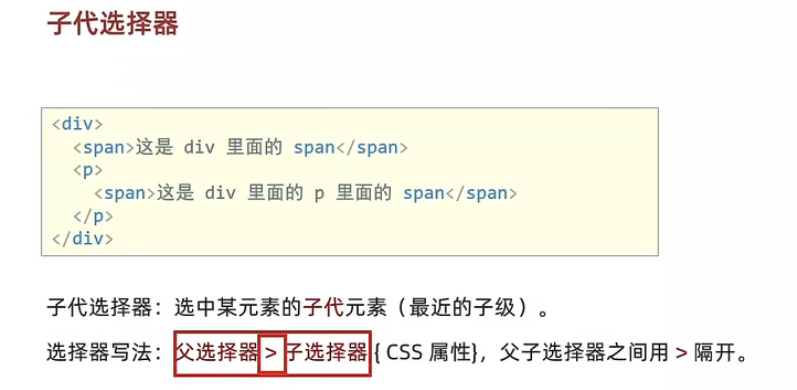 子代选择器
<div>
<span>这是 div 里面的 span</span>
<p>
<span>这是 div 里面的 p 里面的 span</span>
</p>
</div>
子代选择器：选中某元素的子代元素（最近的子级）。
选择器写法：父选择器 > 子选择器 { CSS 属性}，父子选择器之间用 > 隔开。